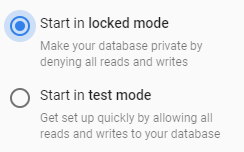 Start in locked mode
Make your database private by
denying all reads and writes
Start in test mode
Get set up quickly by allowing all
reads and writes to your database